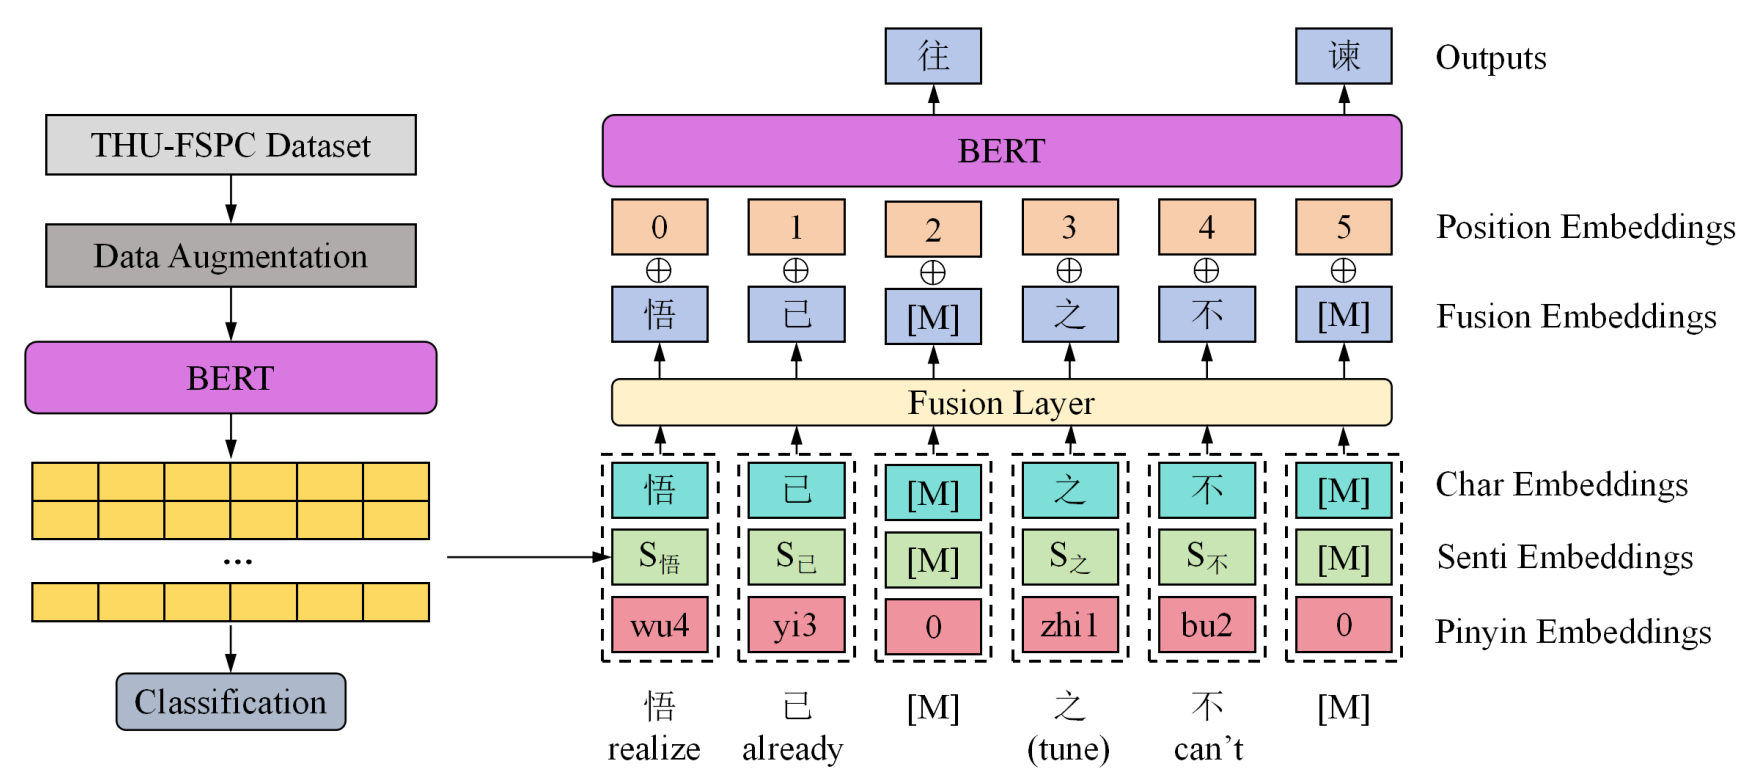 THU-FSPC Dataset
Data Augmentation
BERT
...
Classification
往 谏 Outputs
BERT
0 1 2 3 4 5 Position Embeddings
⊕ ⊕ ⊕ ⊕ ⊕ ⊕
悟 已 [M] 之 不 [M] Fusion Embeddings
Fusion Layer
悟 已 [M] 之 不 [M] Char Embeddings
S悟 S已 [M] S之 S不 [M] Senti Embeddings
wu4 yi3 0 zhi1 bu2 0 Pinyin Embeddings
悟 已 [M] 之 不 [M]
realize already (tune) can't